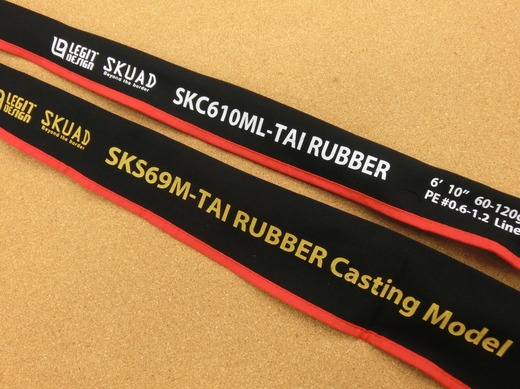 LEGIT DESIGN SKUAD
Beyond the border
SKC610ML-TAI RUBBER
6' 10" 60-120g
PE #0.6-1.2 Line
LEGIT DESIGN SKUAD
Beyond the border
SKS69M-TAI RUBBER Casting Model